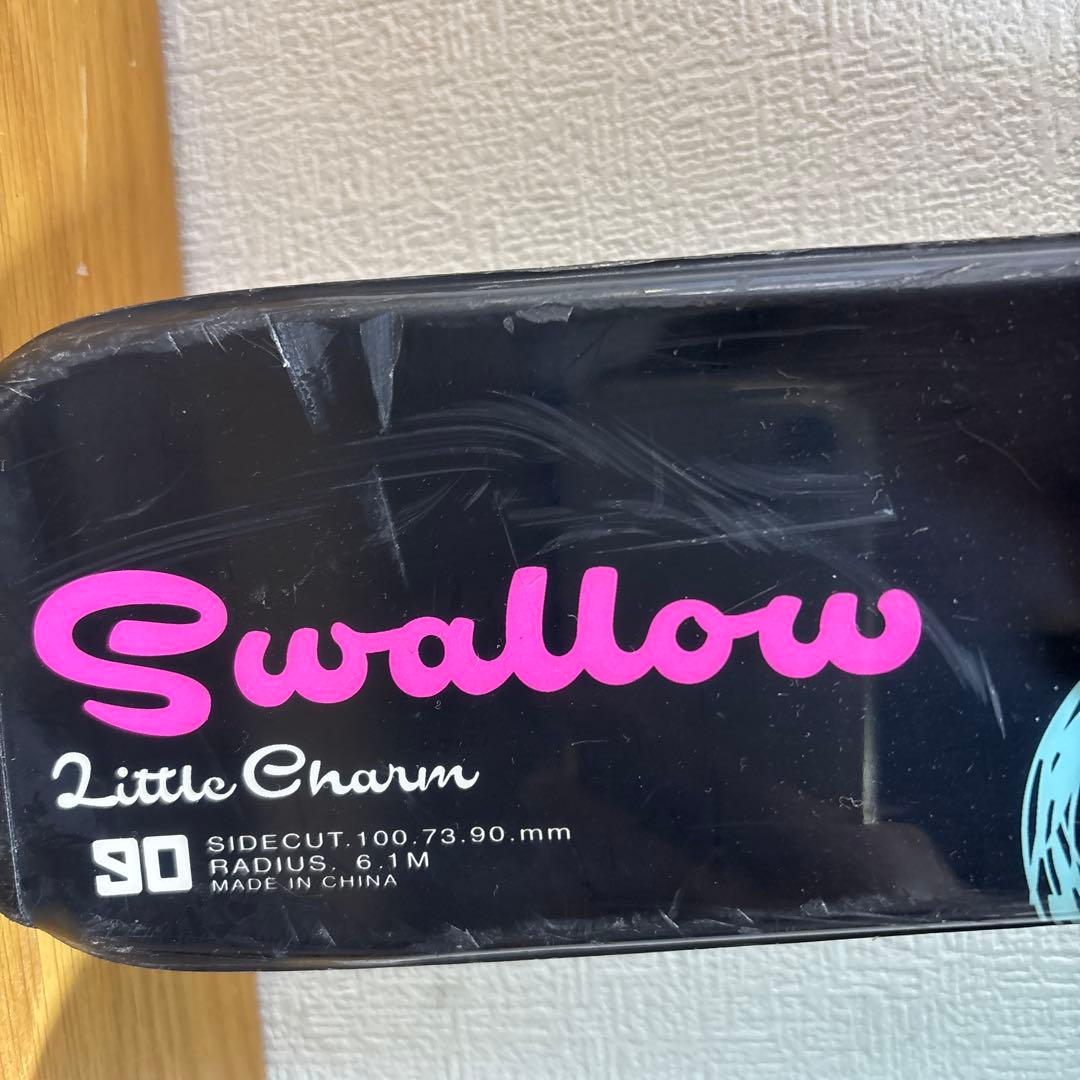 Swallow
Little Charm
90
SIDECUT.100.73.90.mm
RADIUS. 6.1M
MADE IN CHINA